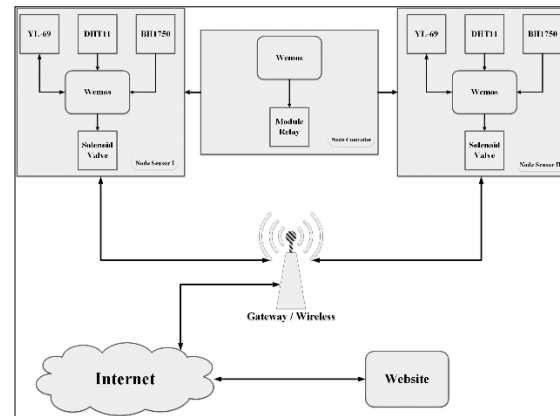 YL-69
DHT11
BH1750
Wemos
Solenoid
Valve
Node Sensor I
Wemos
Module
Relay
Node Controller
YL-69
DHT11
BH1750
Wemos
Solenoid
Valve
Node Sensor II
Gateway / Wireless
Internet
Website